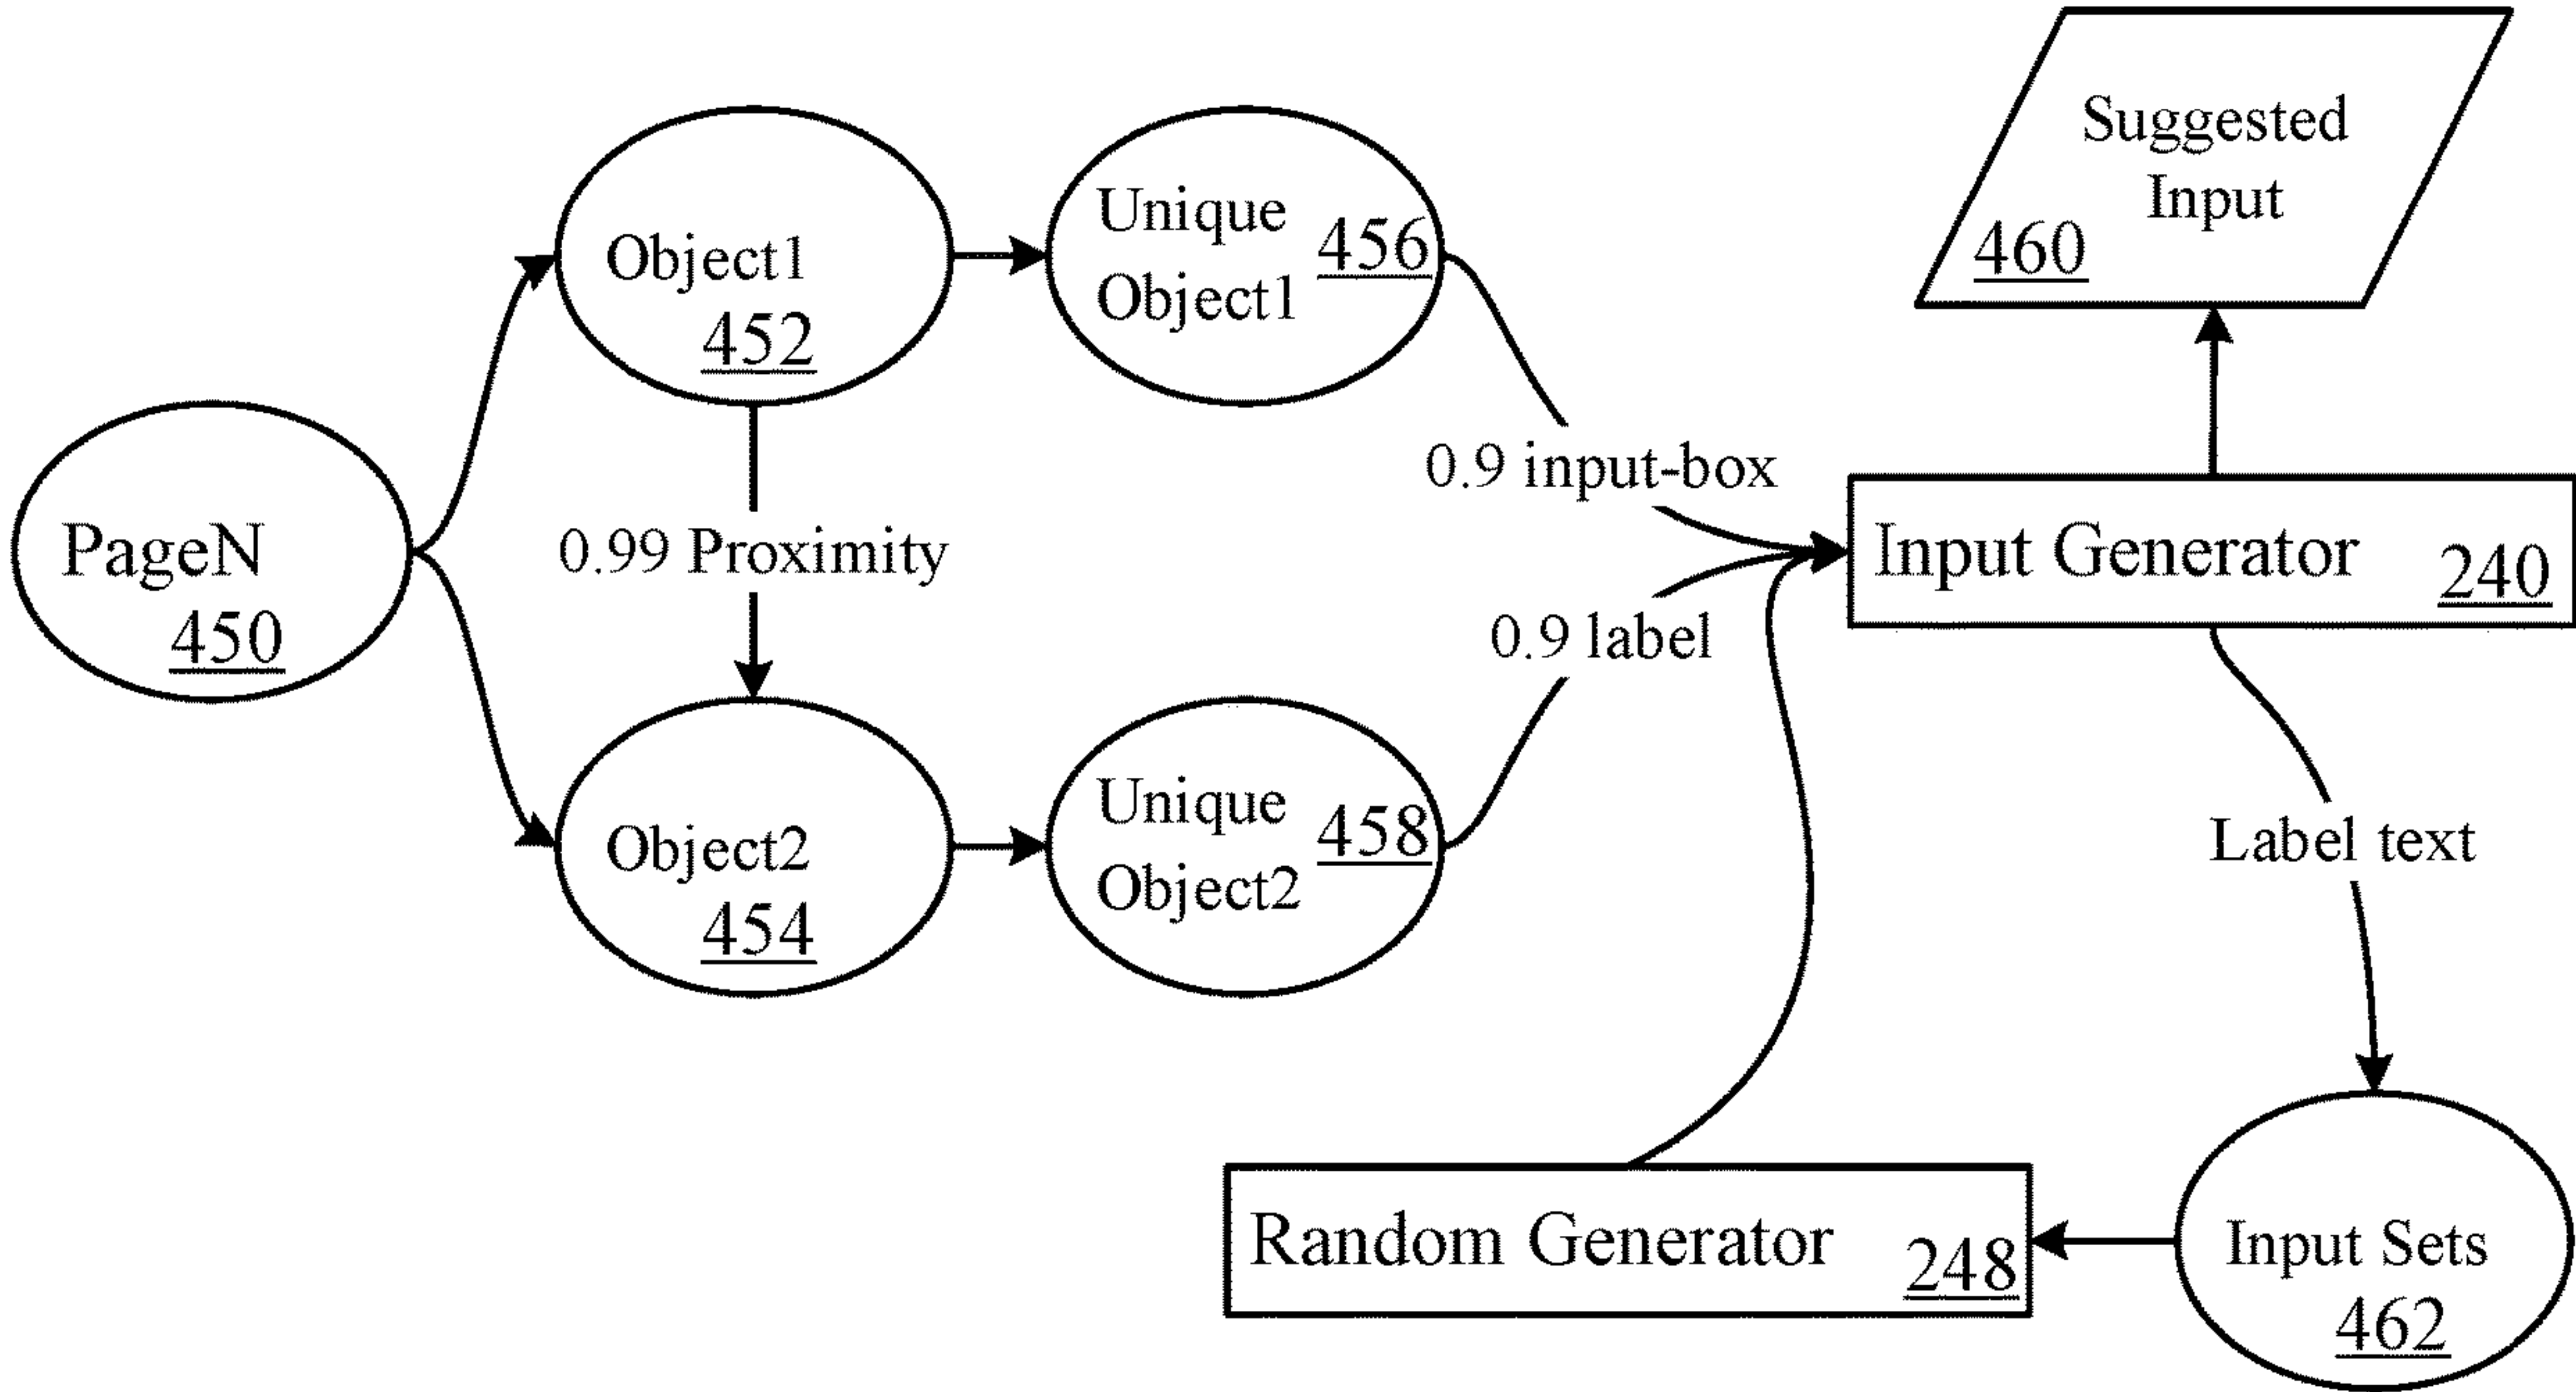 Suggested
Input
460
Object1
452
Unique
Object1
456
0.9 input-box
PageN
450
0.99 Proximity
Input Generator
240
0.9 label
Object2
454
Unique
Object2
458
Label text
Random Generator
248
Input Sets
462